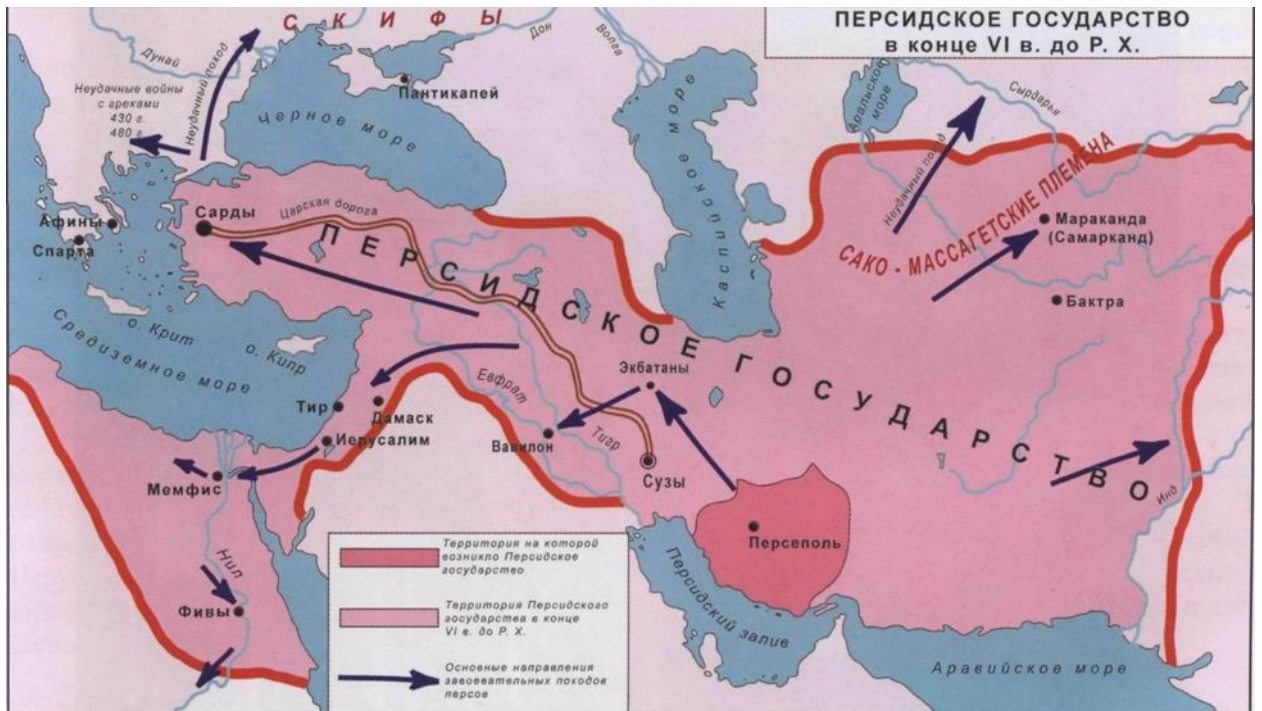 ПЕРСИДСКОЕ ГОСУДАРСТВО
в конце VI в. до Р. Х.
СКИФЫ
Дунай
Дон
Волга
Неудачный поход
Неудачные войны
с греками
430 г.
480 г.
Пантикапей
Черное море
Каспийское море
Аральское
море
Сырдарья
Неудачный поход
САКО - МАССАГЕТСКИЕ ПЛЕМЕНА
Мараканда
(Самарканд)
Бактра
Афины
Спарта
Сарды
Царская дорога
ПЕРСИДСКОЕ ГОСУДАРСТВО
о. Крит
о. Кипр
Средиземное море
Экбатаны
Евфрат
Тигр
Тир
Дамаск
Иерусалим
Вавилон
Сузы
Мемфис
Инд
Нил
Фивы
Персеполь
Персидский залив
Аравийское море
Территория на которой
возникло Персидское
государство
Территория Персидского
государства в конце
VI в. до Р. Х.
Основные направления
завоевательных походов
персов